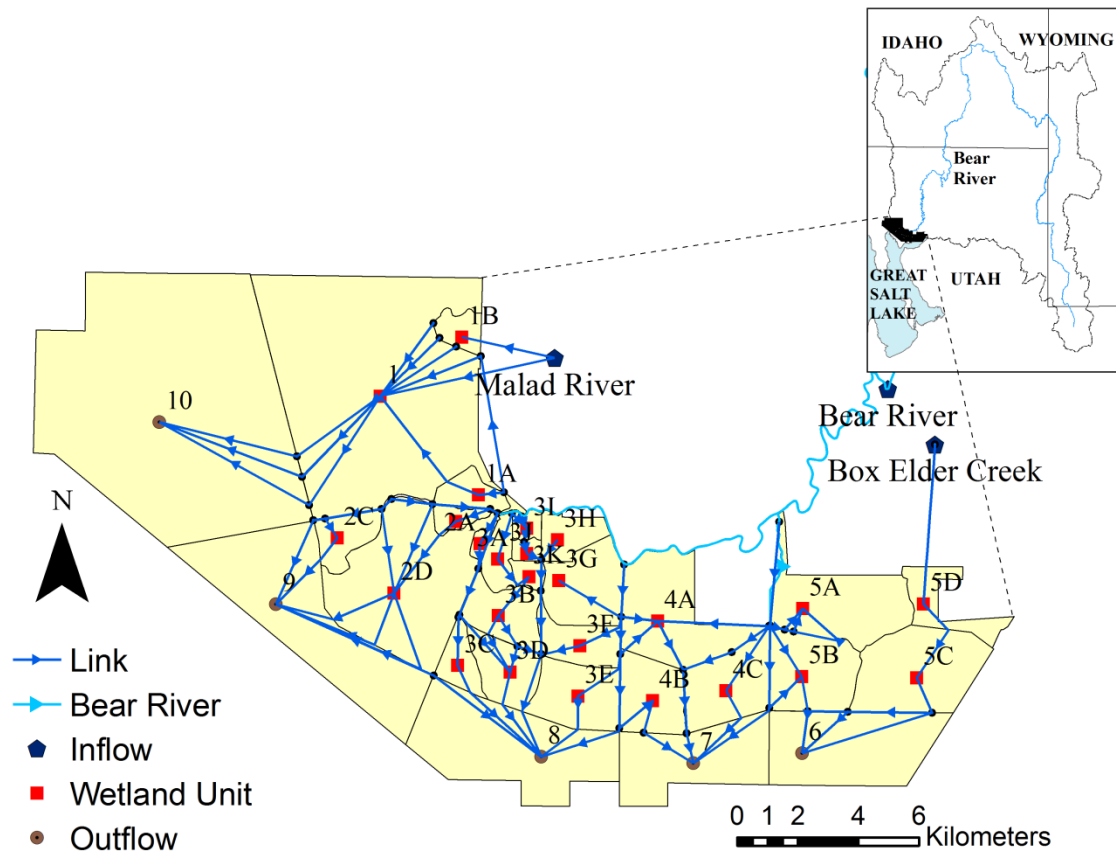 IDAHO
WYOMING
Bear
River
GREAT
SALT
LAKE
UTAH
1B
Malad River
1
10
Bear River
Box Elder Creek
N
1A
2C
2A
3I
3H
3J
3A
3K
3G
9
2D
3B
4A
5A
5D
3F
3C
3D
3E
4B
4C
5B
5C
8
7
6
Link
Bear River
Inflow
Wetland Unit
Outflow
0 1 2 4 6
Kilometers